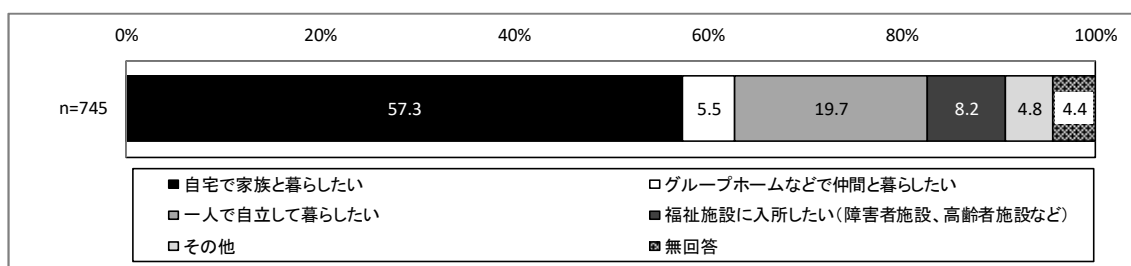 0% 20% 40% 60% 80% 100%
n=745 57.3 5.5 19.7 8.2 4.8 4.4
自宅で家族と暮らしたい グループホームなどで仲間と暮らしたい
一人で自立して暮らしたい 福祉施設に入所したい（障害者施設、高齢者施設など）
その他 無回答